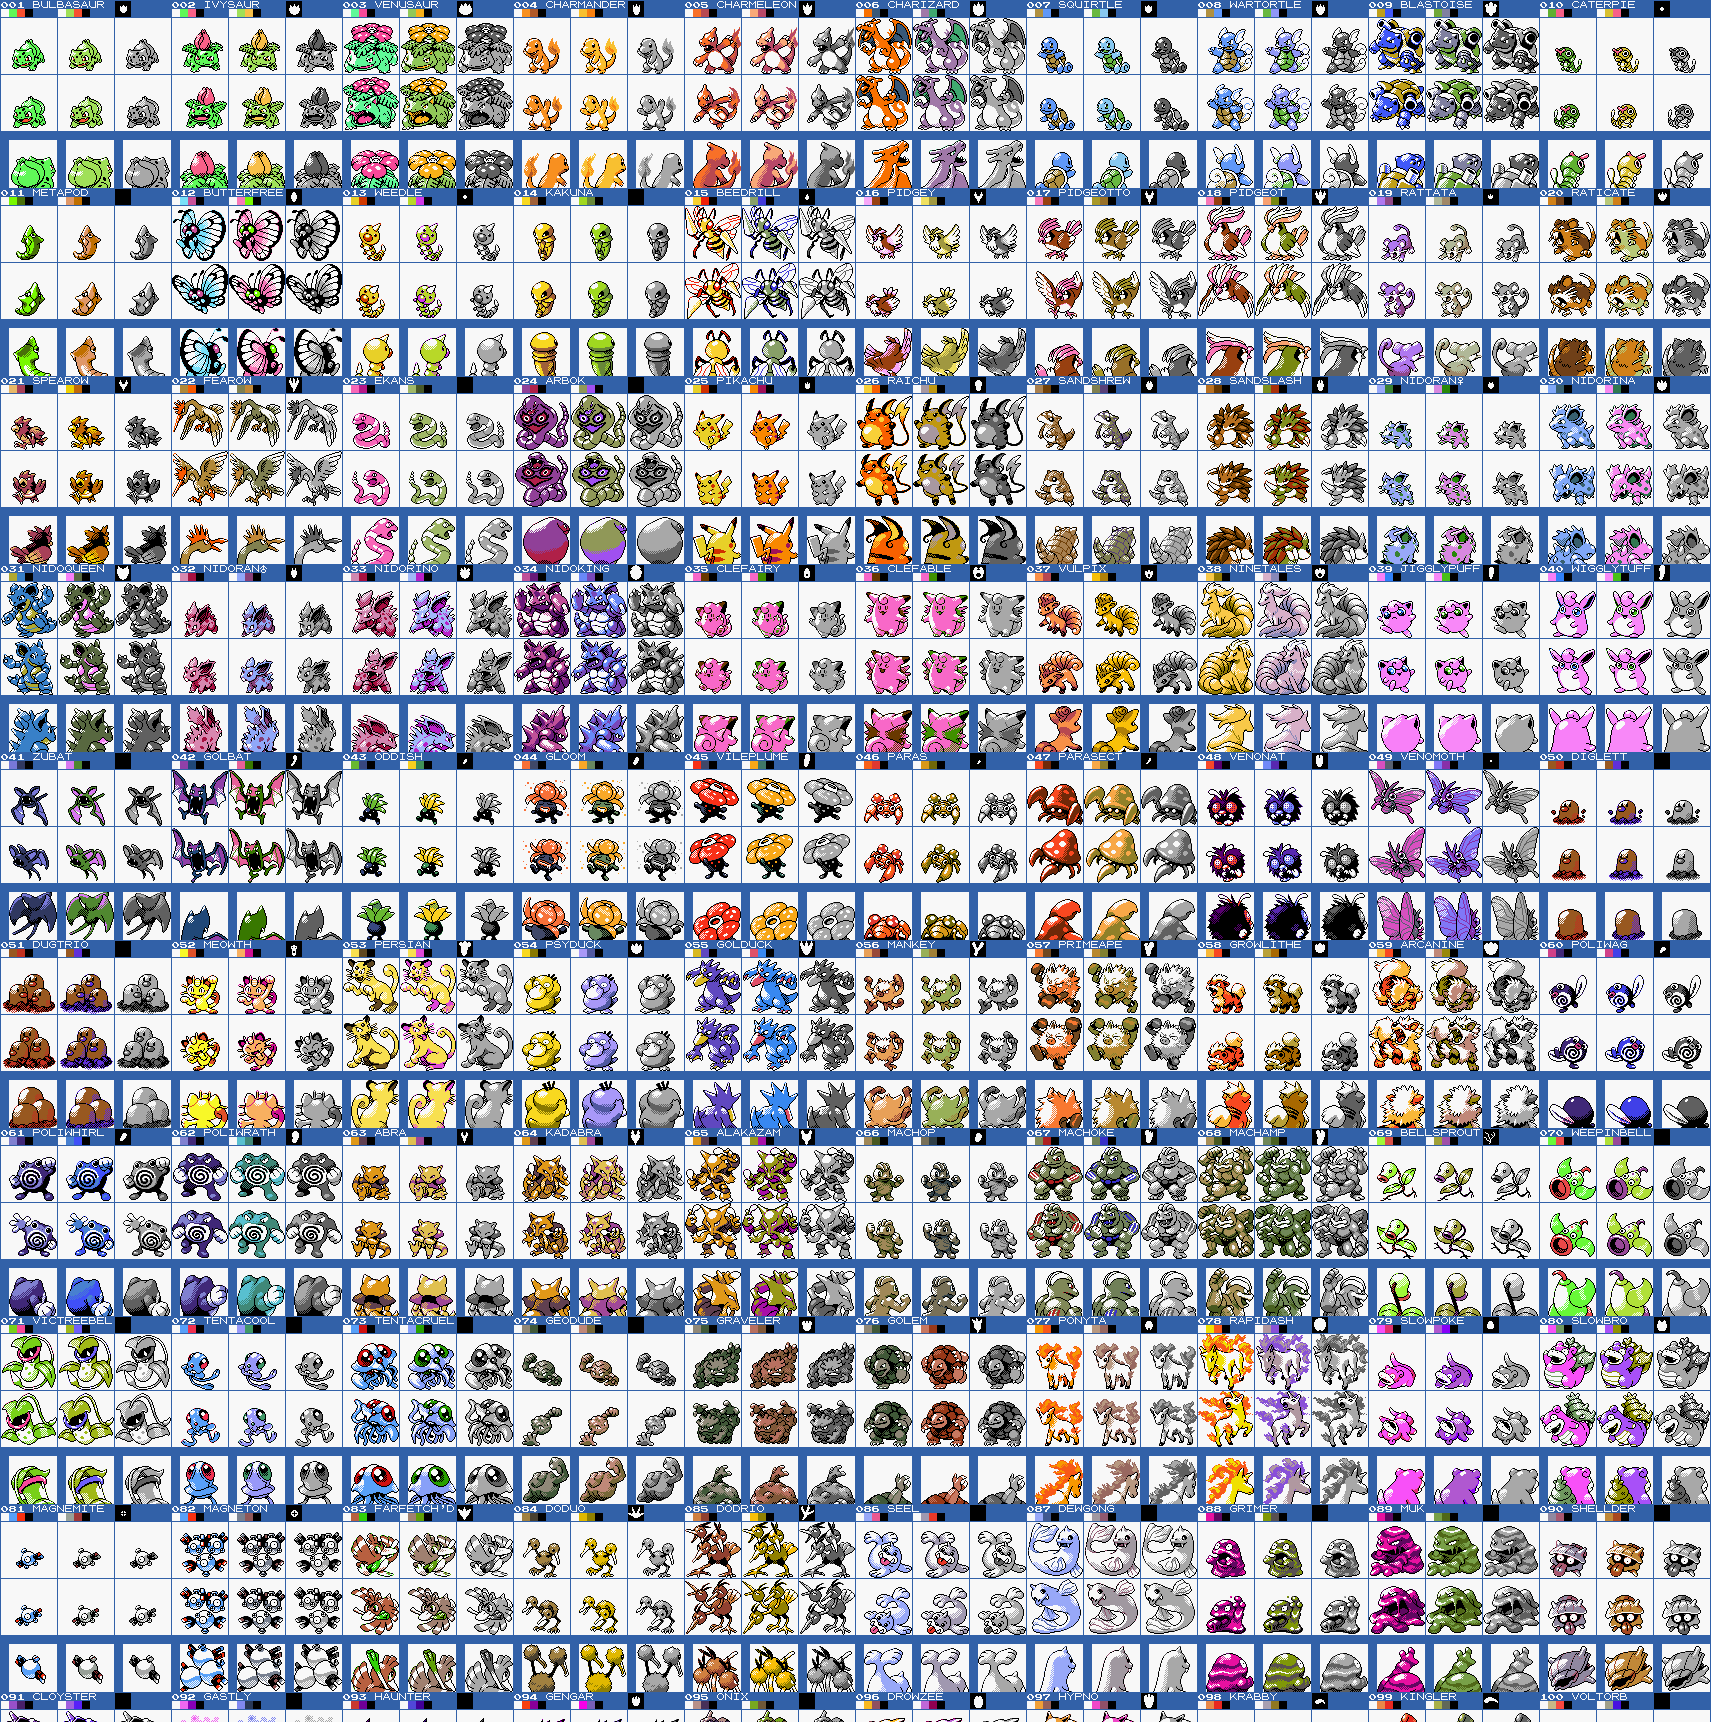 001 BULBASAUR 002 IVYSAUR 003 VENUSAUR 004 CHARMANDER 005 CHARMELEON 006 CHARIZARD 007 SQUIRTLE 008 WARTORTLE 009 BLASTOISE 010 CATERPIE
011 METAPOD 012 BUTTERFREE 013 WEEDLE 014 KAKUNA 015 BEEDRILL 016 PIDGEY 017 PIDGEOTTO 018 PIDGEOT 019 RATTATA 020 RATICATE
021 SPEAROW 022 FEAROW 023 EKANS 024 ARBOK 025 PIKACHU 026 RAICHU 027 SANDSHREW 028 SANDSLASH 029 NIDORAN♀ 030 NIDORINA
031 NIDOQUEEN 032 NIDORAN♂ 033 NIDORINO 034 NIDOKING 035 CLEFAIRY 036 CLEFABLE 037 VULPIX 038 NINETALES 039 JIGGLYPUFF 040 WIGGLYTUFF
041 ZUBAT 042 GOLBAT 043 ODDISH 044 GLOOM 045 VILEPLUME 046 PARAS 047 PARASECT 048 VENONAT 049 VENOMOTH 050 DIGLETT
051 DUGTRIO 052 MEOWTH 053 PERSIAN 054 PSYDUCK 055 GOLDUCK 056 MANKEY 057 PRIMEAPE 058 GROWLITHE 059 ARCANINE 060 POLIWAG
061 POLIWHIRL 062 POLIWRATH 063 ABRA 064 KADABRA 065 ALAKAZAM 066 MACHOP 067 MACHOKE 068 MACHAMP 069 BELLSPROUT 070 WEEPINBELL
071 VICTREEBEL 072 TENTACOOL 073 TENTACRUEL 074 GEODUDE 075 GRAVELER 076 GOLEM 077 PONYTA 078 RAPIDASH 079 SLOWPOKE 080 SLOWBRO
081 MAGNEMITE 082 MAGNETON 083 FARFETCH'D 084 DODUO 085 DODRIO 086 SEEL 087 DEWGONG 088 GRIMER 089 MUK 090 SHELLDER
091 CLOYSTER 092 GASTLY 093 HAUNTER 094 GENGAR 095 ONIX 096 DROWZEE 097 HYPNO 098 KRABBY 099 KINGLER 100 VOLTORB